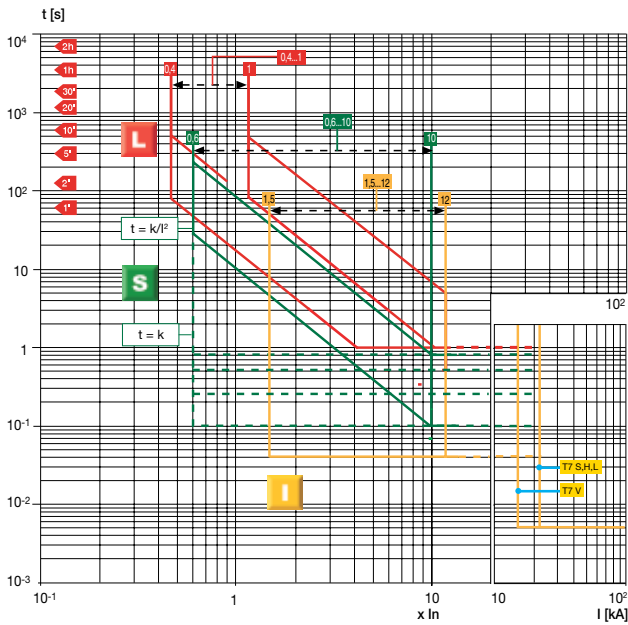 t [s]
10⁴
2h
1h
30'
20'
10'
5'
2'
1'
10³
10²
10
1
10⁻¹
10⁻²
10⁻³
0,4
1
0,4...1
L
0,6
0,6...10
10
1,5
1,5...12
12
t = k/I²
S
t = k
I
10²
T7 S,H,L
T7 V
10⁻¹
1
10
10
10²
x In
I [kA]